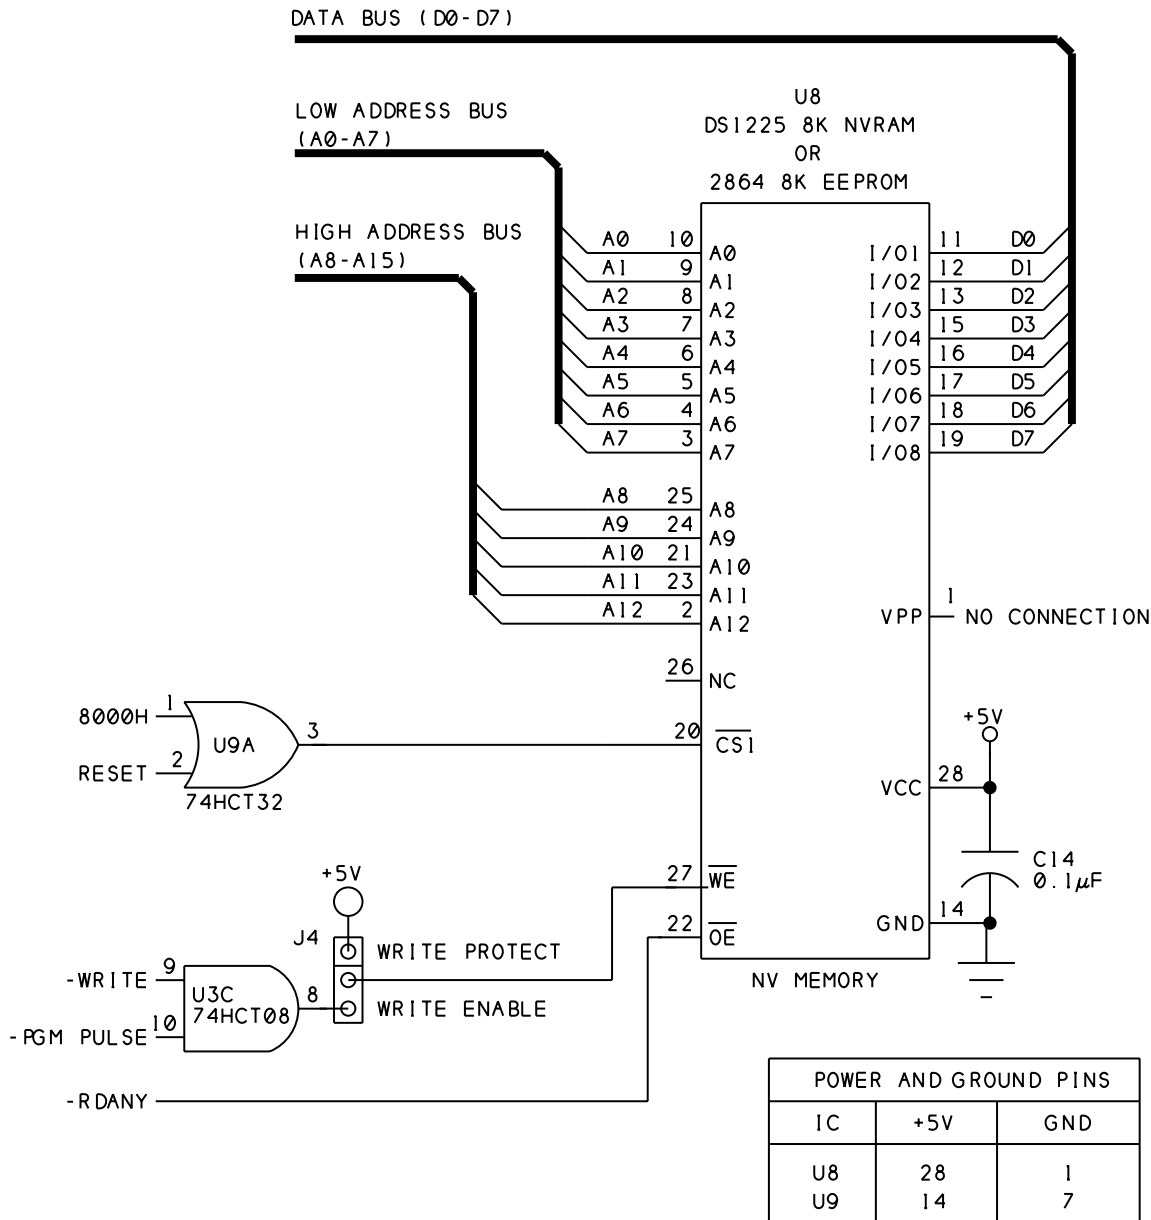 DATA BUS (D0-D7)
LOW ADDRESS BUS
(A0-A7)
HIGH ADDRESS BUS
(A8-A15)
U8
DS1225 8K NVRAM
OR
2864 8K EEPROM
A0 10 A0 I/O1 11 D0
A1 9 A1 I/O2 12 D1
A2 8 A2 I/O3 13 D2
A3 7 A3 I/O4 15 D3
A4 6 A4 I/O5 16 D4
A5 5 A5 I/O6 17 D5
A6 4 A6 I/O7 18 D6
A7 3 A7 I/O8 19 D7
A8 25 A8
A9 24 A9
A10 21 A10
A11 23 A11
A12 2 A12
VPP 1 NO CONNECTION
26 NC
8000H 1
U9A 3
RESET 2
74HCT32
20 CS1
+5V
VCC 28
C14
0.1µF
GND 14
27 WE
22 OE
NV MEMORY
+5V
J4
WRITE PROTECT
WRITE ENABLE
-WRITE 9
U3C
74HCT08
8
-PGM PULSE 10
-RDANY
POWER AND GROUND PINS
IC +5V GND
U8 28 1
U9 14 7